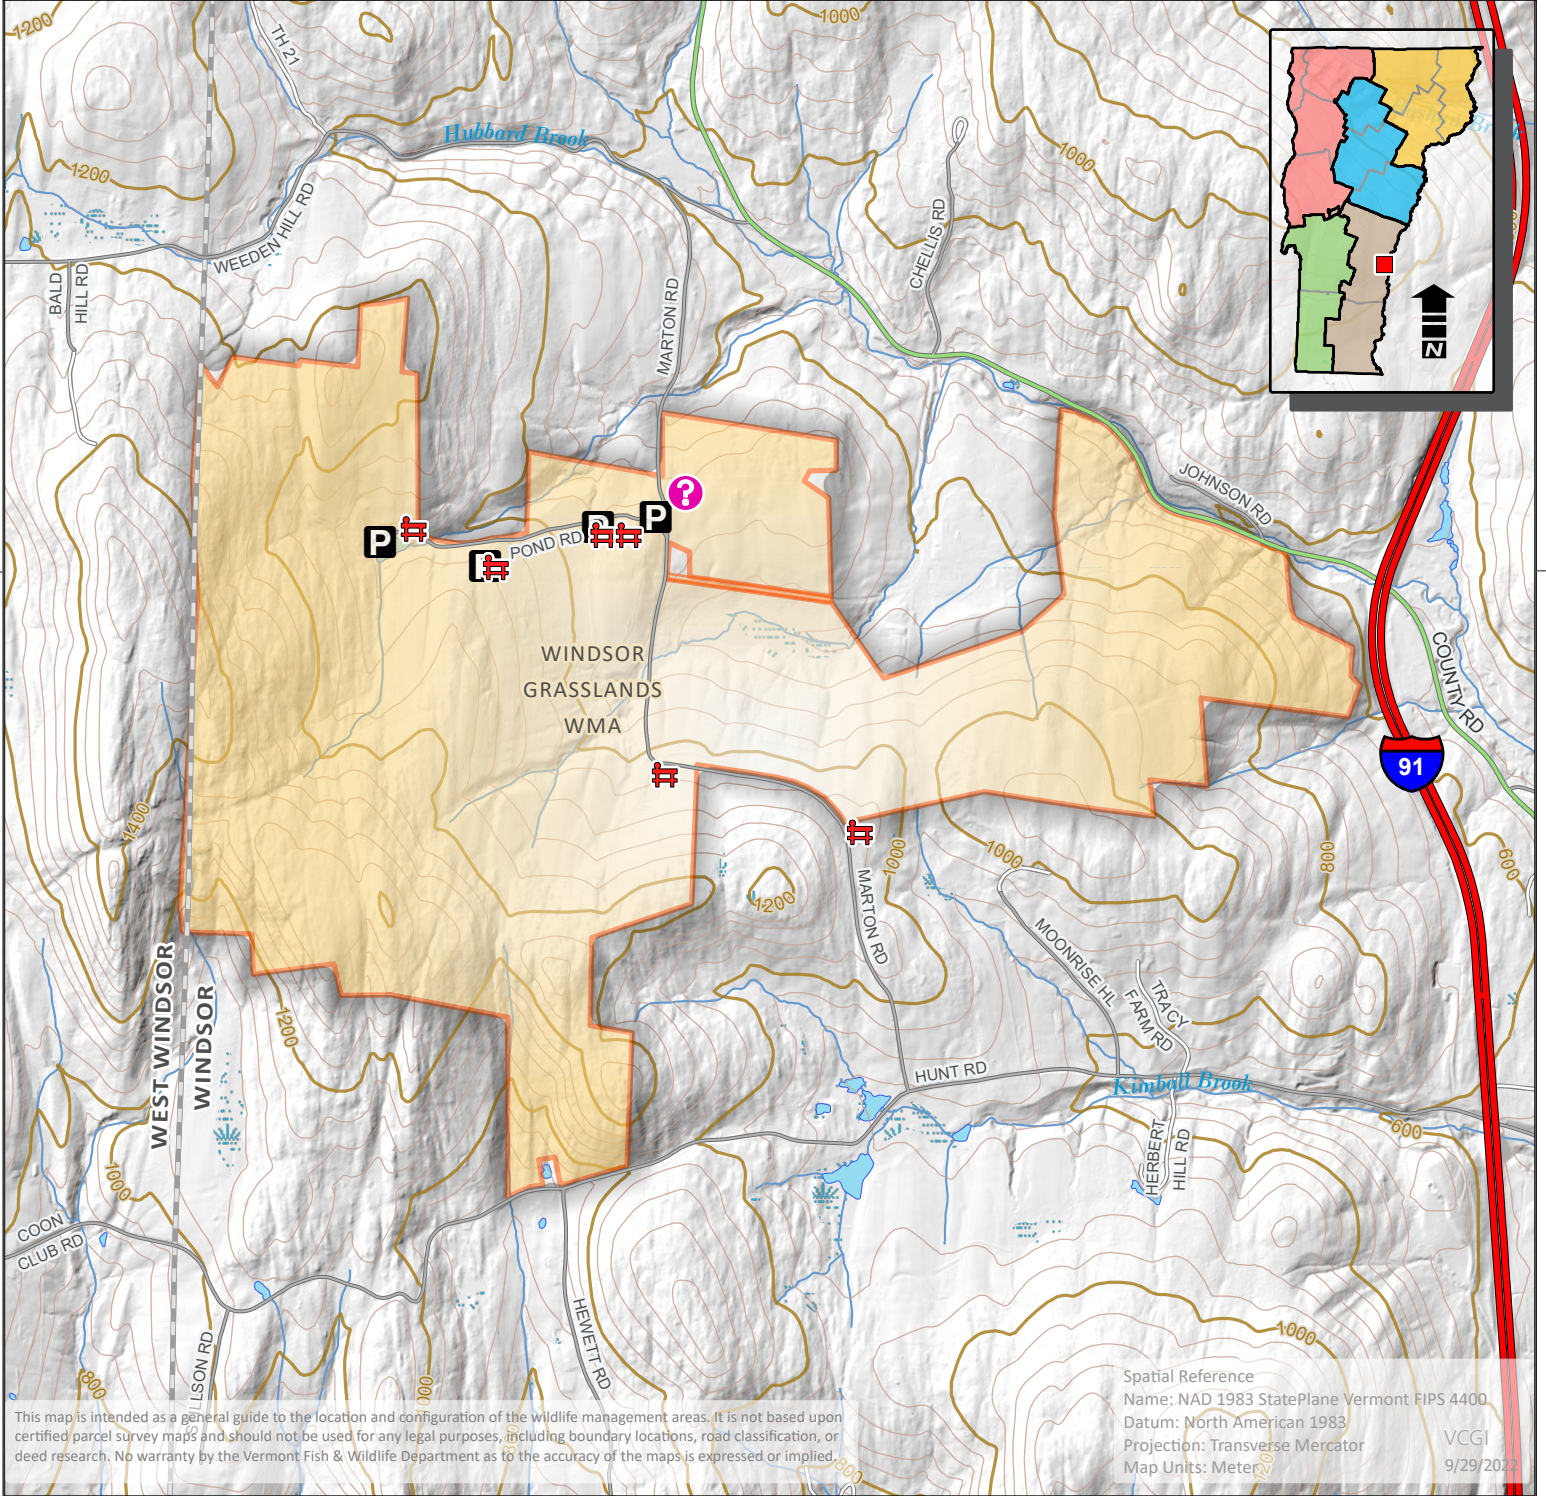 1200
1000
TH 21
Hubbard Brook
1200
1000
WEEDEN HILL RD
BALD
HILL RD
MARTON RD
CHELLIS RD
N
JOHNSON RD
P
?
P
POND RD
COUNTY RD
WINDSOR
GRASSLANDS
WMA
91
1400
1000
1000
800
600
1200
MARTON RD
MOONRISE HL
TRACY
FARM RD
WEST WINDSOR
WINDSOR
1200
HUNT RD
Kimball Brook
600
HERBERT
HILL RD
1000
COON
CLUB RD
HEWETT RD
1000
800
1000
800
Spatial Reference
Name: NAD 1983 StatePlane Vermont FIPS 4400
Datum: North American 1983
Projection: Transverse Mercator
Map Units: Meter
VCGI
9/29/2022
This map is intended as a general guide to the location and configuration of the wildlife management areas. It is not based upon
certified parcel survey maps and should not be used for any legal purposes, including boundary locations, road classification, or
deed research. No warranty by the Vermont Fish & Wildlife Department as to the accuracy of the maps is expressed or implied.